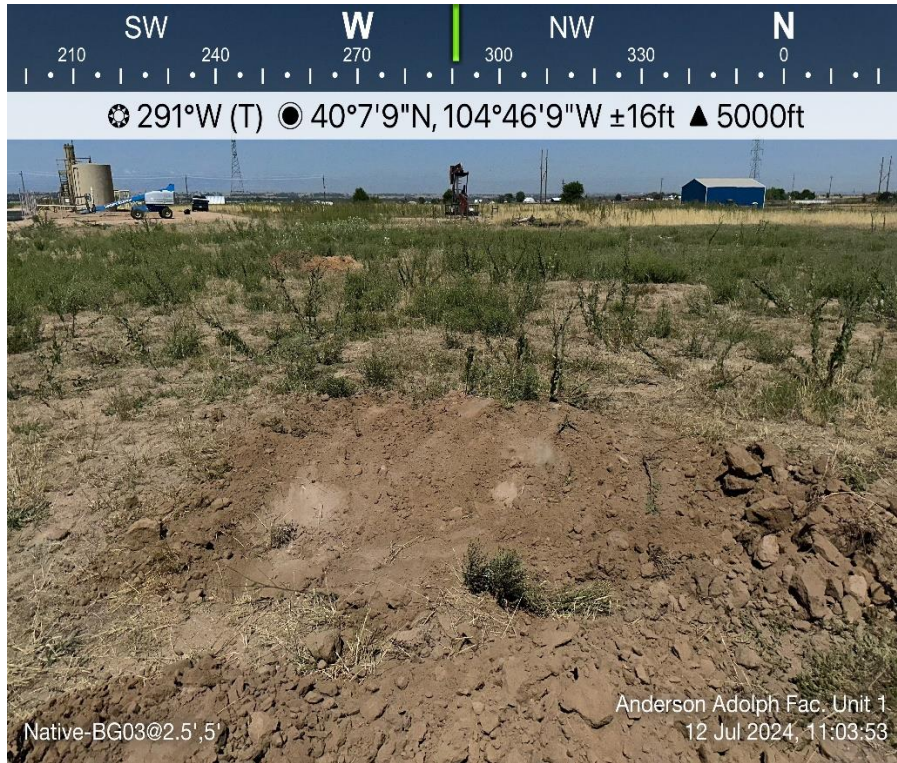 SW W NW N
210 240 270 300 330 0
291°W (T) 40°7'9"N, 104°46'9"W ±16ft ▲ 5000ft
Anderson Adolph Fac. Unit 1
Native-BG03@2.5',5' 12 Jul 2024, 11:03:53